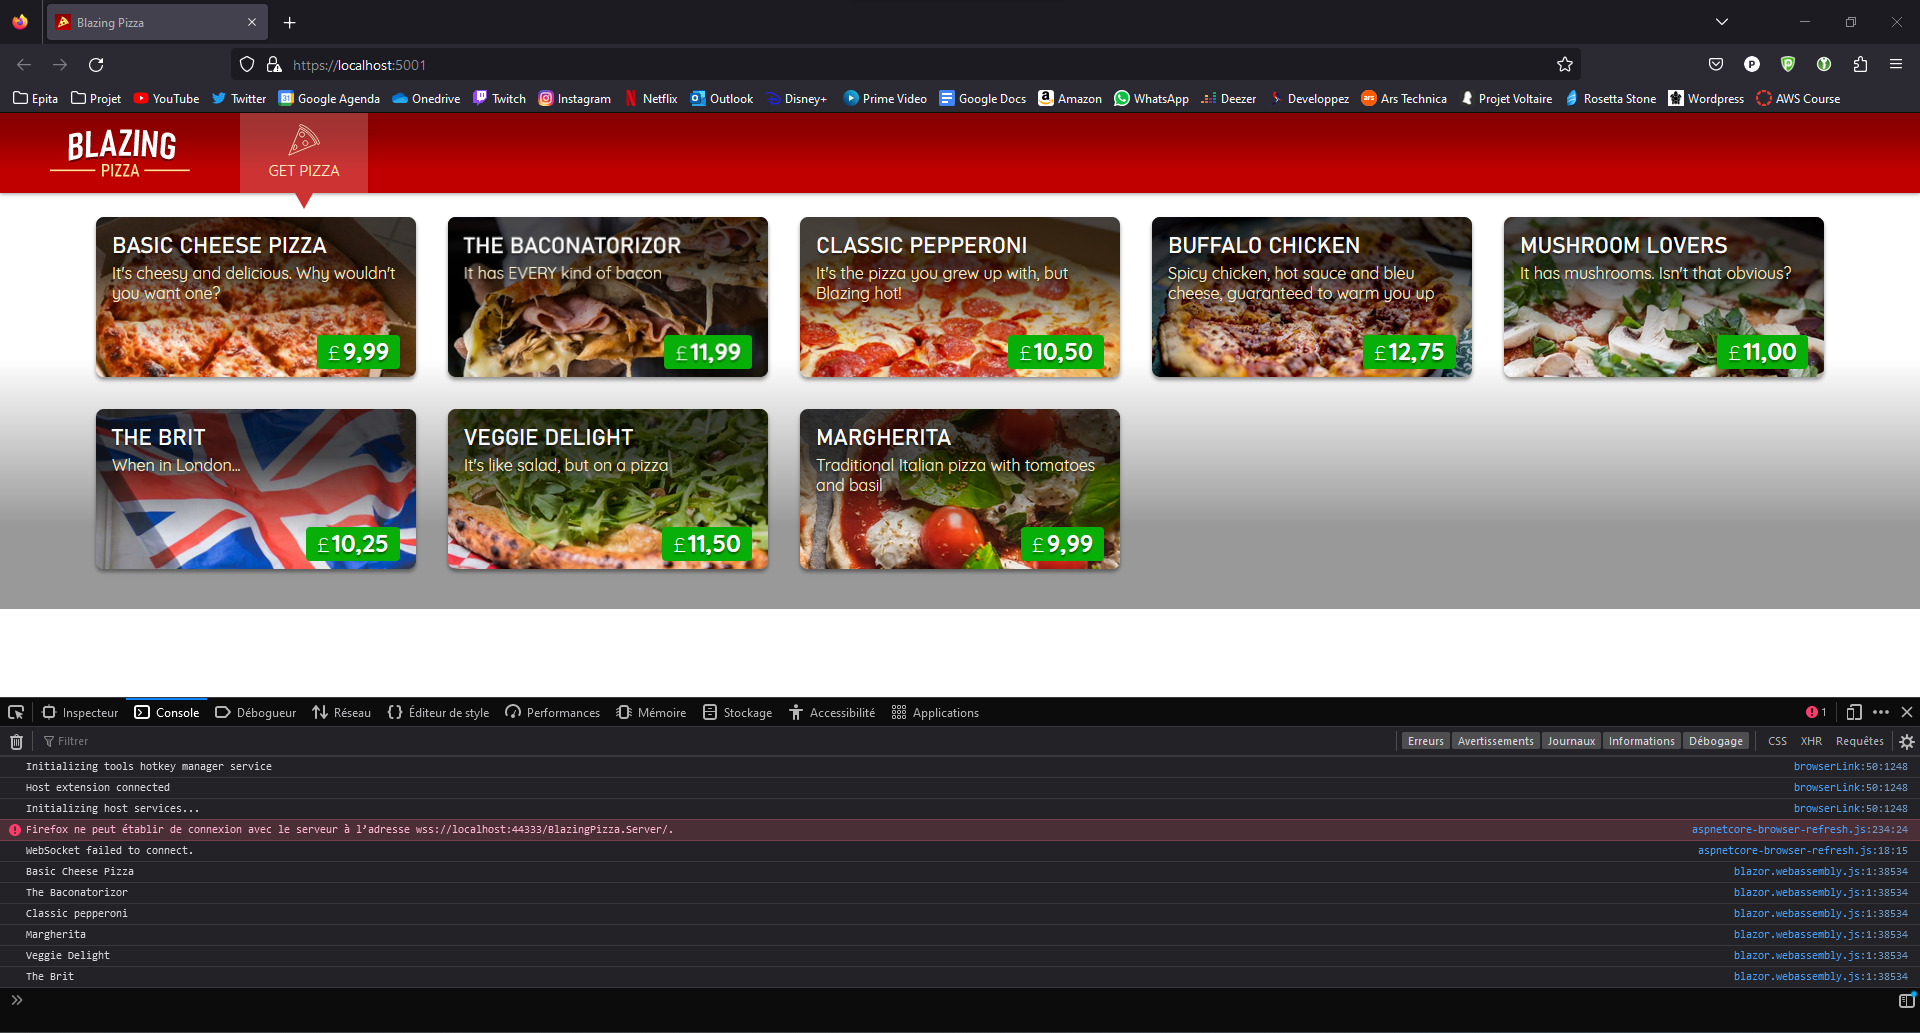 Blazing Pizza
https://localhost:5001
Epita Projet YouTube Twitter Google Agenda Onedrive Twitch Instagram Netflix Outlook Disney+ Prime Video Google Docs Amazon WhatsApp Deezer Developpez Ars Technica Projet Voltaire Rosetta Stone Wordpress AWS Course
BLAZING
PIZZA
GET PIZZA
BASIC CHEESE PIZZA
It's cheesy and delicious. Why wouldn't
you want one?
£9,99
THE BACONATORIZOR
It has EVERY kind of bacon
£11,99
CLASSIC PEPPERONI
It's the pizza you grew up with, but
Blazing hot!
£10,50
BUFFALO CHICKEN
Spicy chicken, hot sauce and bleu
cheese, guaranteed to warm you up
£12,75
MUSHROOM LOVERS
It has mushrooms. Isn't that obvious?
£11,00
THE BRIT
When in London...
£10,25
VEGGIE DELIGHT
It's like salad, but on a pizza
£11,50
MARGHERITA
Traditional Italian pizza with tomatoes
and basil
£9,99
Inspecteur Console Débogueur Réseau Éditeur de style Performances Mémoire Stockage Accessibilité Applications 1
Filtrer Erreurs Avertissements Journaux Informations Débogage CSS XHR Requêtes
Initializing tools hotkey manager service browserLink:50:1248
Host extension connected browserLink:50:1248
Initializing host services... browserLink:50:1248
Firefox ne peut établir de connexion avec le serveur à l’adresse wss://localhost:44333/BlazingPizza.Server/. aspnetcore-browser-refresh.js:234:24
WebSocket failed to connect. aspnetcore-browser-refresh.js:18:15
Basic Cheese Pizza blazor.webassembly.js:1:38534
The Baconatorizor blazor.webassembly.js:1:38534
Classic pepperoni blazor.webassembly.js:1:38534
Margherita blazor.webassembly.js:1:38534
Veggie Delight blazor.webassembly.js:1:38534
The Brit blazor.webassembly.js:1:38534